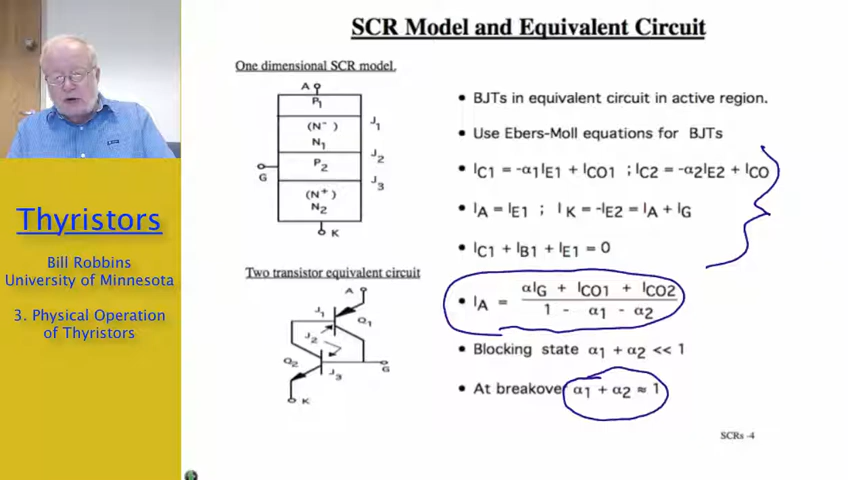 SCR Model and Equivalent Circuit
One dimensional SCR model.
A
P1
(N-)
N1
J1
P2
J2
G
J3
(N+)
N2
K
Two transistor equivalent circuit
A
J1
Q1
J2
Q2
J3
G
K
• BJTs in equivalent circuit in active region.
• Use Ebers-Moll equations for BJTs
• IC1 = -α1IE1 + ICO1 ; IC2 = -α2IE2 + ICO
• IA = IE1 ; IK = -IE2 = IA + IG
• IC1 + IB1 + IE1 = 0
• IA = αIG + ICO1 + ICO2
1 - α1 - α2
• Blocking state α1 + α2 << 1
• At breakover α1 + α2 ≈ 1
SCRs -4
Thyristors
Bill Robbins
University of Minnesota
3. Physical Operation
of Thyristors